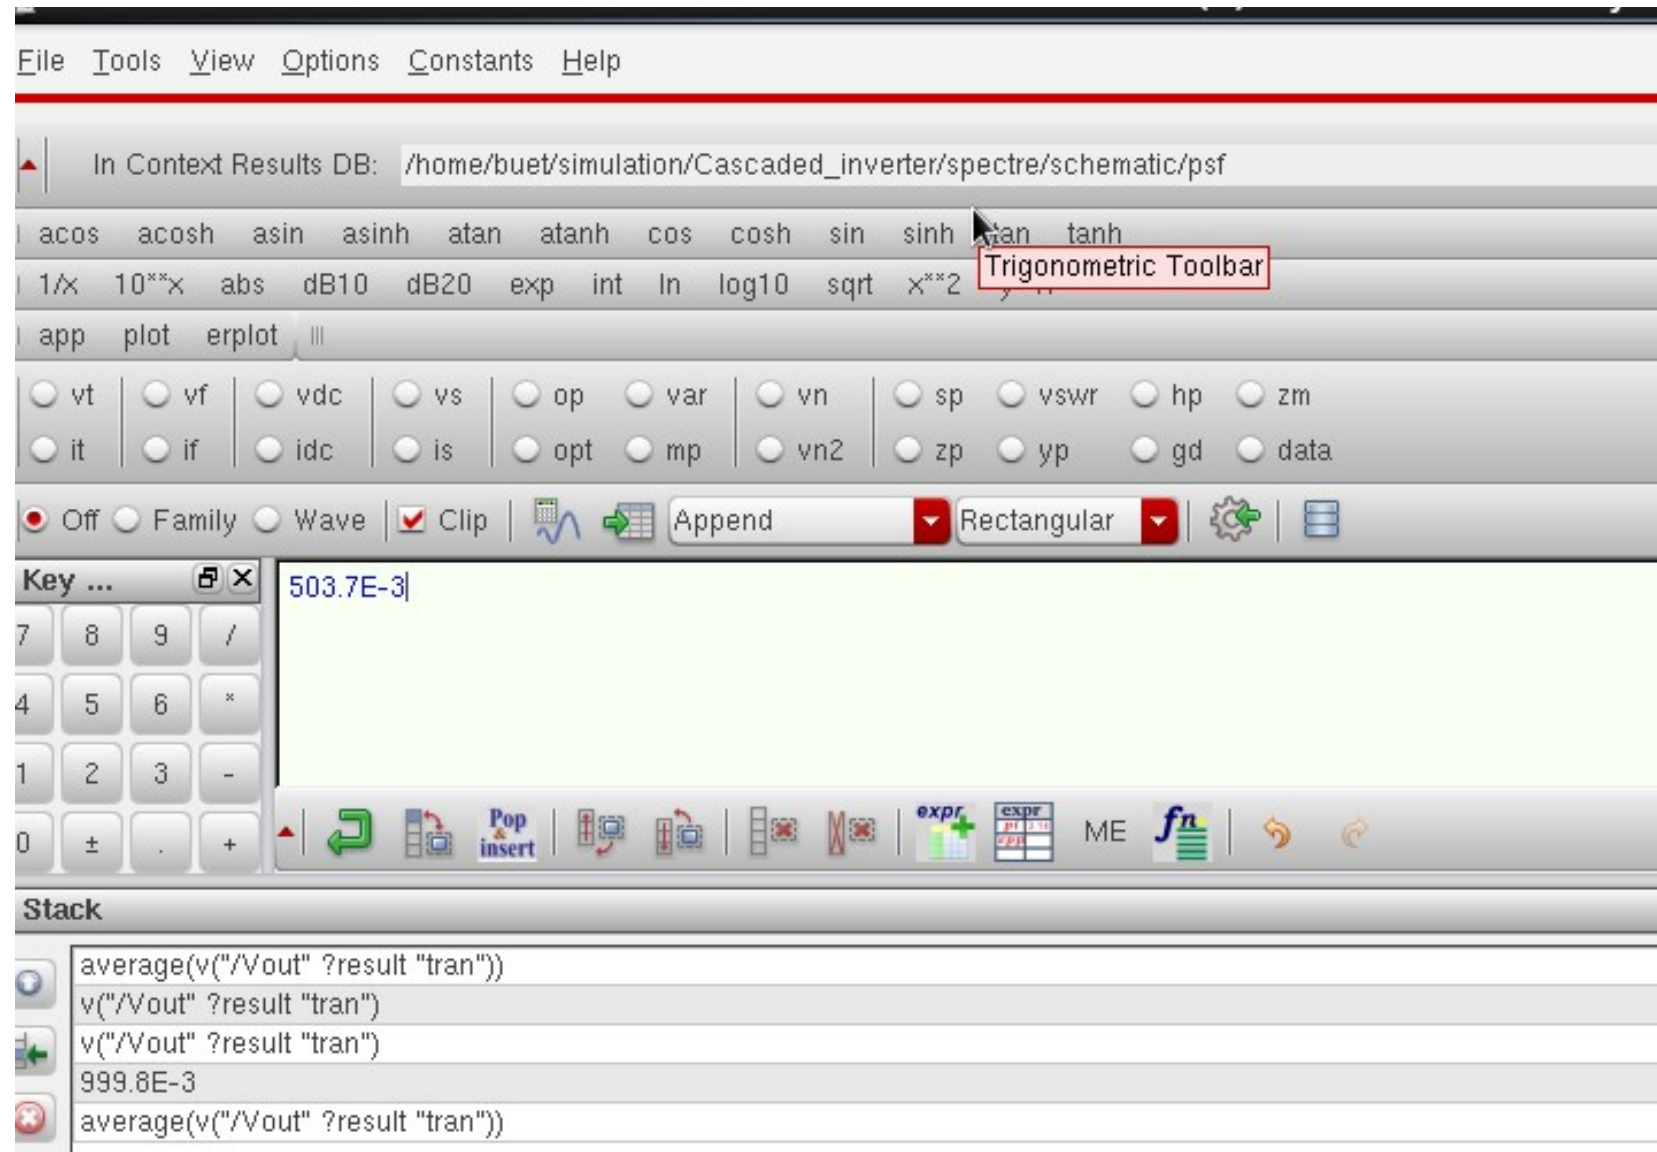 File Tools View Options Constants Help
In Context Results DB: /home/buet/simulation/Cascaded_inverter/spectre/schematic/psf
acos acosh asin asinh atan atanh cos cosh sin sinh tan tanh
Trigonometric Toolbar
1/x 10**x abs dB10 dB20 exp int ln log10 sqrt x**2
app plot erplot
vt vf vdc vs op var vn sp vswr hp zm
it if idc is opt mp vn2 zp yp gd data
Off Family Wave Clip Append Rectangular
Key ...
503.7E-3
7 8 9 /
4 5 6 *
1 2 3 -
0 ± . +
Pop & insert expr expr ME fn
Stack
average(v("/Vout" ?result "tran"))
v("/Vout" ?result "tran")
v("/Vout" ?result "tran")
999.8E-3
average(v("/Vout" ?result "tran"))